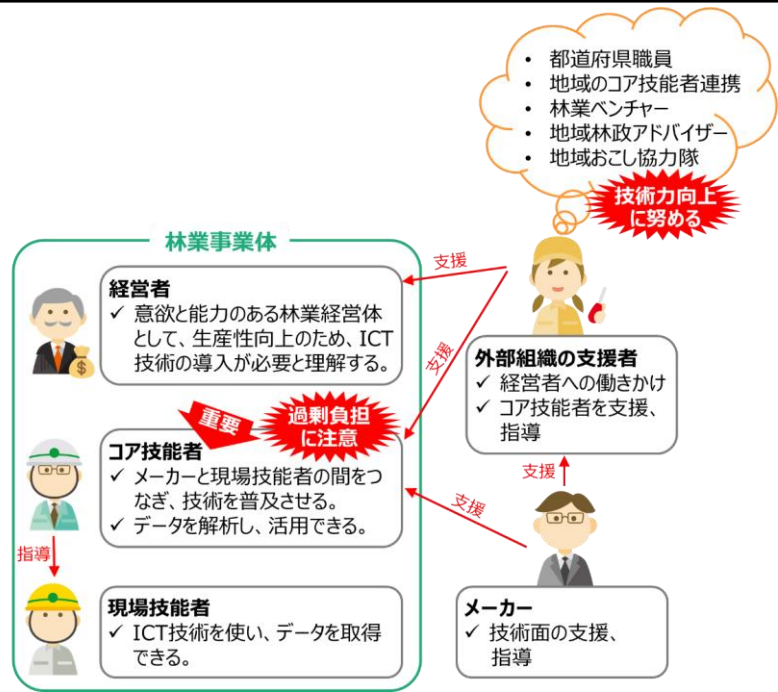 • 都道府県職員
• 地域のコア技能者連携
• 林業ベンチャー
• 地域林政アドバイザー
• 地域おこし協力隊
技術力向上
に努める
林業事業体
経営者
✓ 意欲と能力のある林業経営体
として、生産性向上のため、ICT
技術の導入が必要と理解する。
支援
支援
外部組織の支援者
✓ 経営者への働きかけ
✓ コア技能者を支援、
指導
重要
過剰負担
に注意
コア技能者
✓ メーカーと現場技能者の間をつ
なぎ、技術を普及させる。
✓ データを解析し、活用できる。
支援
支援
指導
現場技能者
✓ ICT技術を使い、データを取得
できる。
メーカー
✓ 技術面の支援、
指導